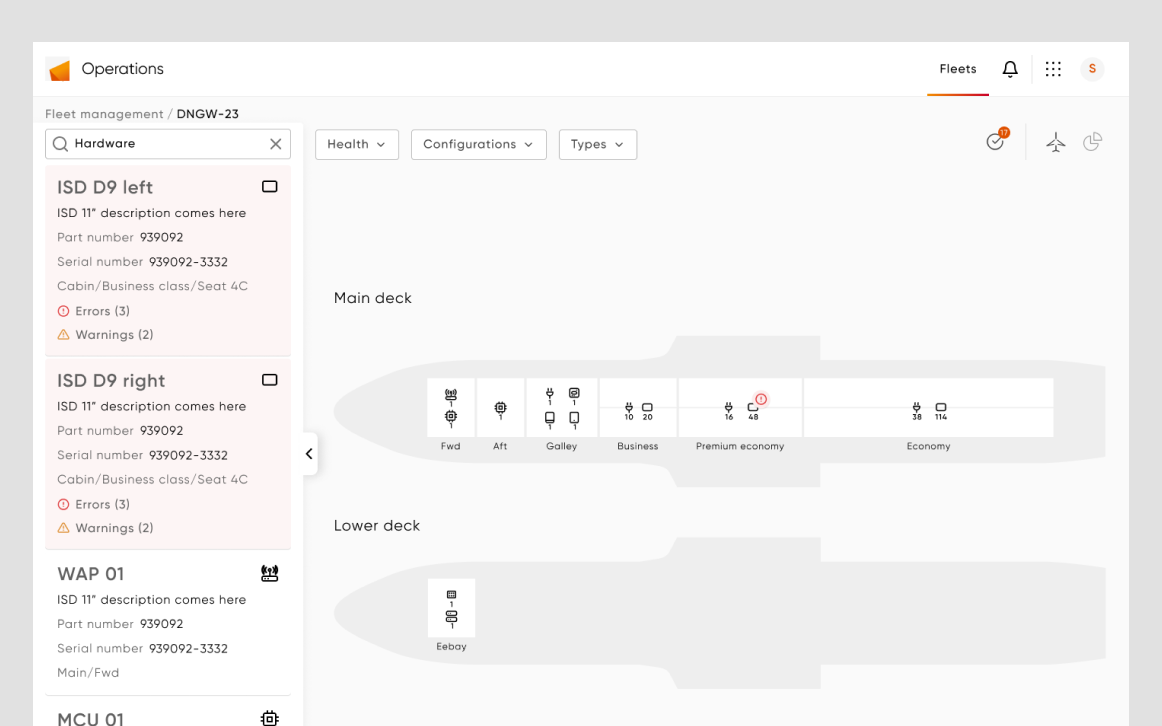 Operations
Fleets
S
Fleet management / DNGW-23
Hardware
Health
Configurations
Types
17
ISD D9 left
ISD 11” description comes here
Part number 939092
Serial number 939092-3332
Cabin/Business class/Seat 4C
Errors (3)
Warnings (2)
ISD D9 right
ISD 11” description comes here
Part number 939092
Serial number 939092-3332
Cabin/Business class/Seat 4C
Errors (3)
Warnings (2)
WAP 01
ISD 11” description comes here
Part number 939092
Serial number 939092-3332
Main/Fwd
MCU 01
Main deck
1
1
Fwd
1
Aft
1 1
1 1
Galley
10 20
Business
16 48
Premium economy
38 114
Economy
Lower deck
1
1
Eebay